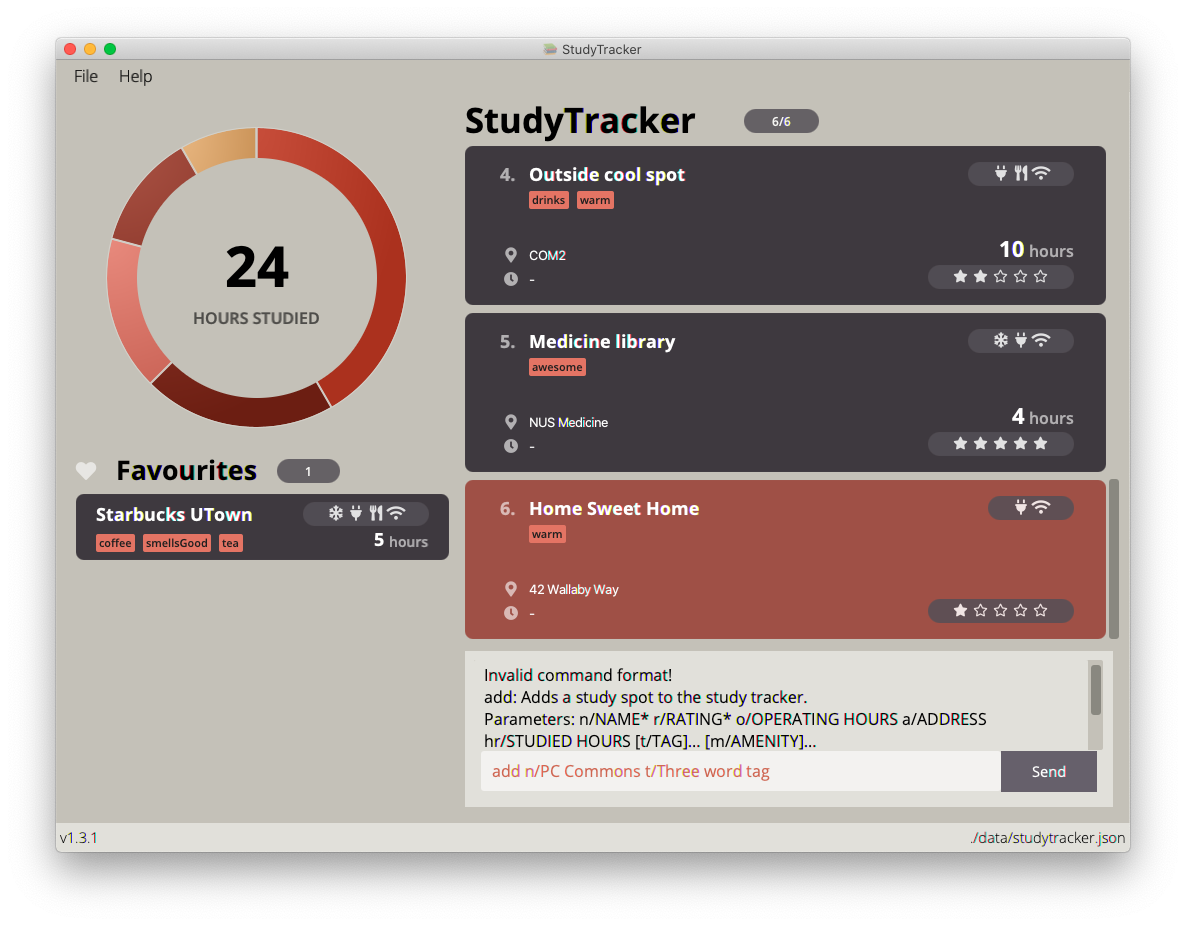 StudyTracker
File Help
24
HOURS STUDIED
Favourites 1
Starbucks UTown
coffee smellsGood tea
5 hours
StudyTracker 6/6
4. Outside cool spot
drinks warm
COM2
-
10 hours
5. Medicine library
awesome
NUS Medicine
-
4 hours
6. Home Sweet Home
warm
42 Wallaby Way
-
Invalid command format!
add: Adds a study spot to the study tracker.
Parameters: n/NAME* r/RATING* o/OPERATING HOURS a/ADDRESS
hr/STUDIED HOURS [t/TAG]... [m/AMENITY]...
add n/PC Commons t/Three word tag
Send
v1.3.1
./data/studytracker.json